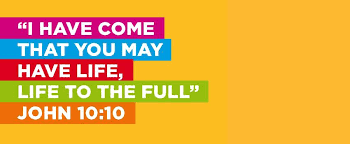 “I HAVE COME
THAT YOU MAY
HAVE LIFE,
LIFE TO THE FULL”
JOHN 10:10